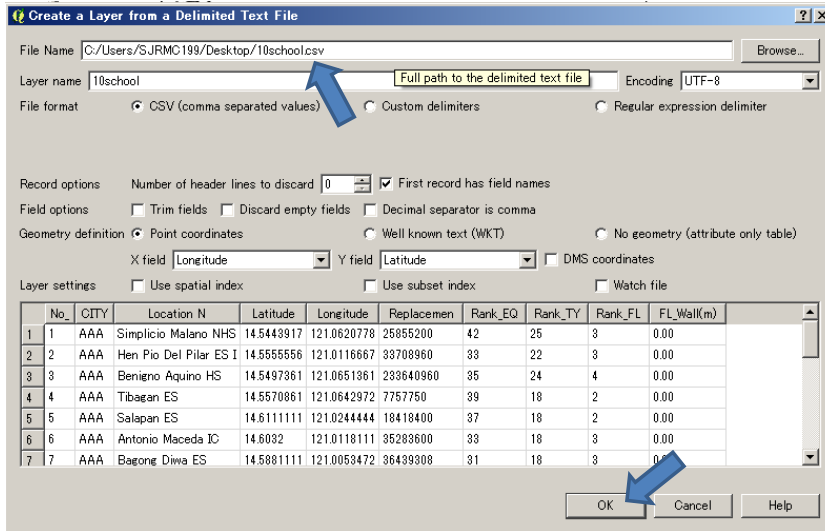 Create a Layer from a Delimited Text File
File Name C:/Users/SJRMC199/Desktop/10school.csv Browse...
Layer name 10school Full path to the delimited text file Encoding UTF-8
File format CSV (comma separated values) Custom delimiters Regular expression delimiter
Record options Number of header lines to discard 0 First record has field names
Field options Trim fields Discard empty fields Decimal separator is comma
Geometry definition Point coordinates Well known text (WKT) No geometry (attribute only table)
X field Longitude Y field Latitude DMS coordinates
Layer settings Use spatial index Use subset index Watch file
No_ CITY Location N Latitude Longitude Replacemen Rank_EQ Rank_TY Rank_FL FL_Wall(m)
1 1 AAA Simplicio Malano NHS 14.5443917 121.0620778 25855200 42 25 3 0.00
2 2 AAA Hen Pio Del Pilar ES I 14.5555556 121.0116667 33708960 33 22 3 0.00
3 3 AAA Benigno Aquino HS 14.5497361 121.0651361 233640960 35 24 4 0.00
4 4 AAA Tibagan ES 14.5570861 121.0642972 7757750 39 18 2 0.00
5 5 AAA Salapan ES 14.6111111 121.0244444 18418400 37 18 2 0.00
6 6 AAA Antonio Maceda IC 14.6032 121.0118111 35283600 33 18 3 0.00
7 7 AAA Bagong Diwa ES 14.5881111 121.0053472 36439308 31 18 3 0.00
OK Cancel Help